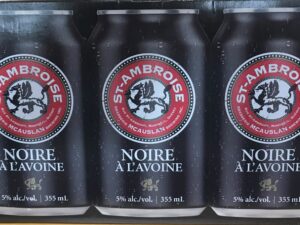 ST-AMBROISE
MCAUSLAN
NOIRE
À L'AVOINE
5% alc./vol. | 355 mL
ST-AMBROISE
MCAUSLAN
NOIRE
À L'AVOINE
5% alc./vol. | 355 mL
ST-AMBROISE
MCAUSLAN
NOIRE
À L'AVOINE
5% alc./vol. | 355 mL